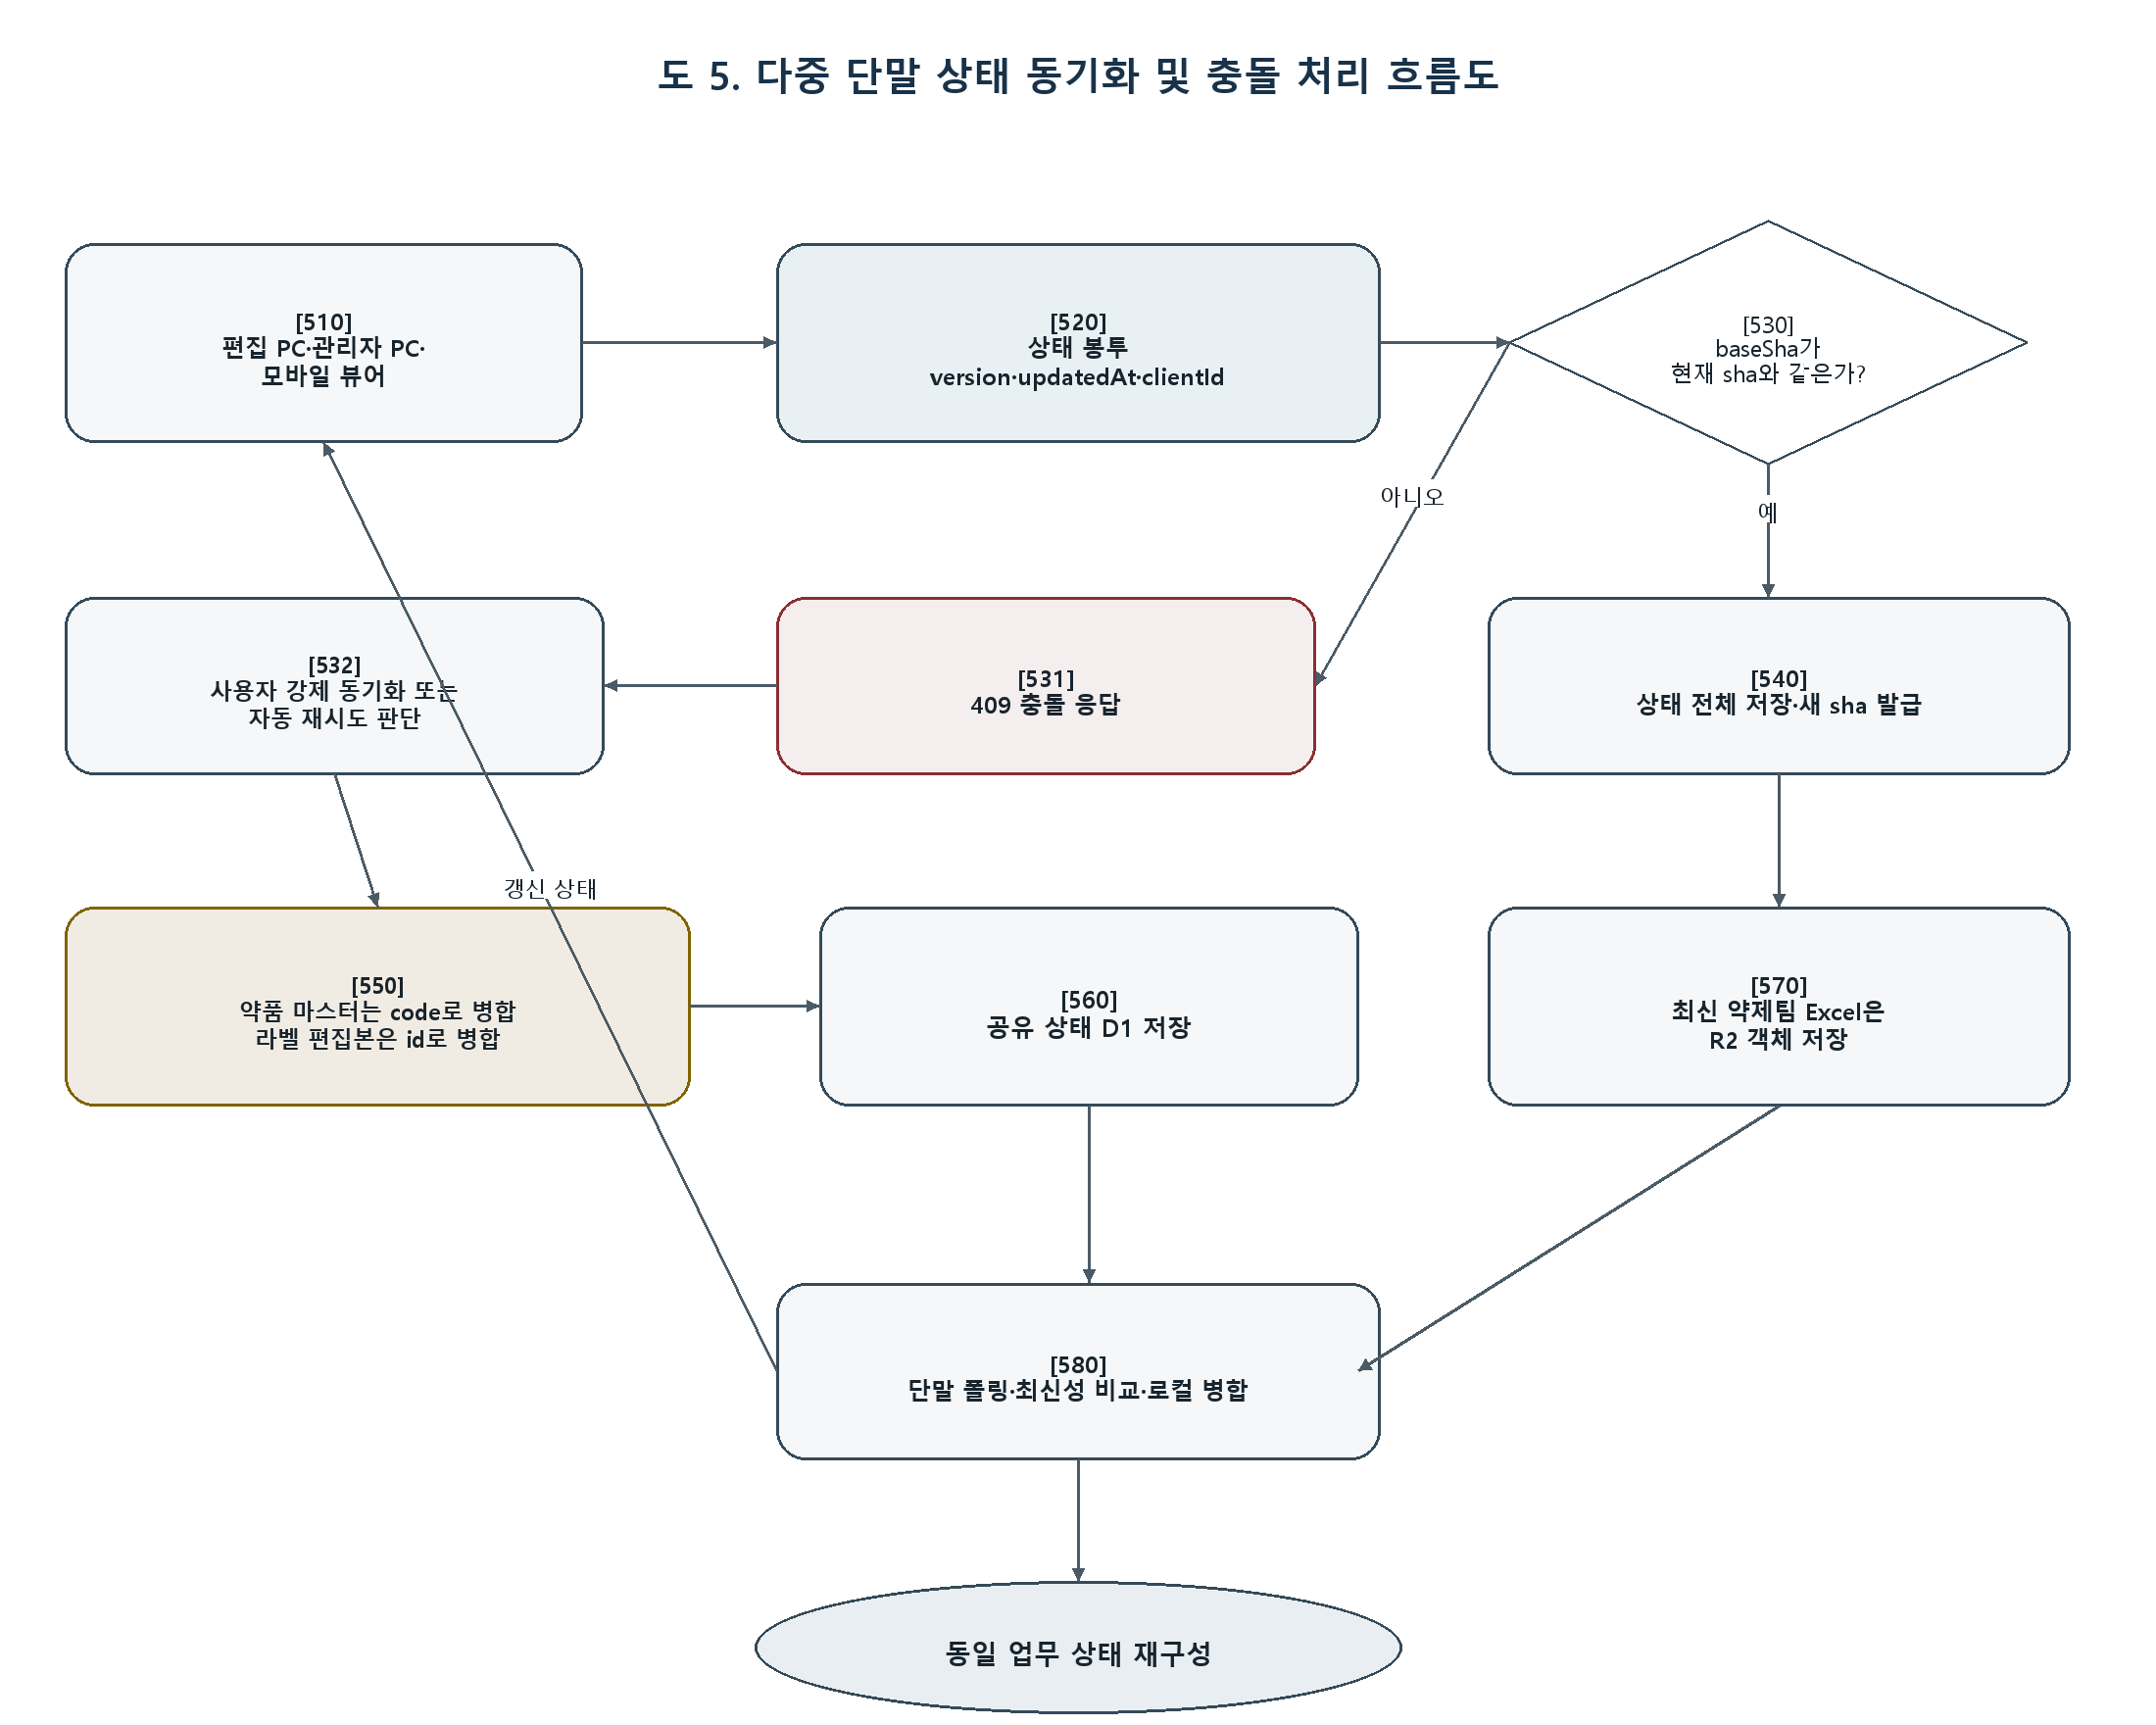 도 5. 다중 단말 상태 동기화 및 충돌 처리 흐름도
[510]
편집 PC·관리자 PC·
모바일 뷰어
[520]
상태 봉투
version·updatedAt·clientId
[530]
baseSha가
현재 sha와 같은가?
아니오
예
[532]
사용자 강제 동기화 또는
자동 재시도 판단
[531]
409 충돌 응답
[540]
상태 전체 저장·새 sha 발급
갱신 상태
[550]
약품 마스터는 code로 병합
라벨 편집본은 id로 병합
[560]
공유 상태 D1 저장
[570]
최신 약제팀 Excel은
R2 객체 저장
[580]
단말 폴링·최신성 비교·로컬 병합
동일 업무 상태 재구성